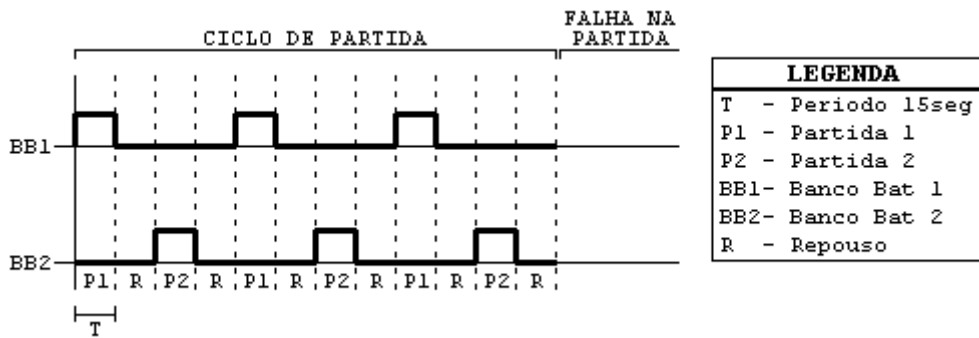 CICLO DE PARTIDA
FALHA NA
PARTIDA
BB1
BB2
P1 R P2 R P1 R P2 R P1 R P2 R
T
LEGENDA
T - Periodo 15seg
P1 - Partida 1
P2 - Partida 2
BB1- Banco Bat 1
BB2- Banco Bat 2
R - Repouso